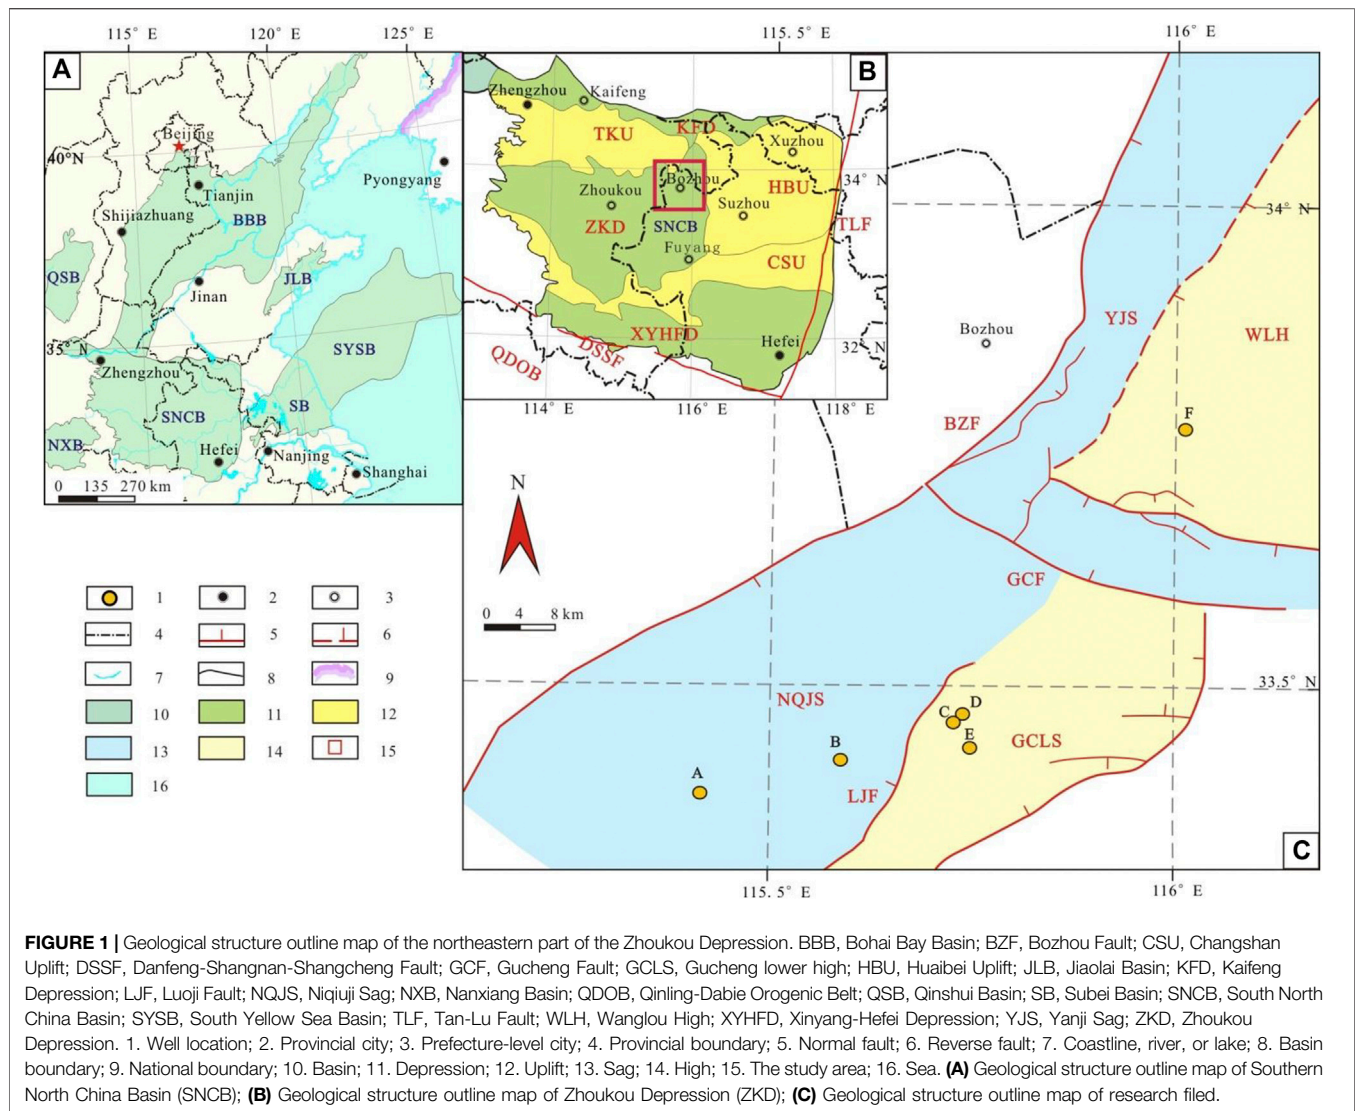 115° E
120° E
125° E
115. 5° E
116° E
A
Beijing
40°N
Tianjin
Pyongyang
Shijiazhuang
BBB
QSB
JLB
Jinan
35° N
SYSB
Zhengzhou
SNCB
SB
NXB
Hefei
Nanjing
Shanghai
0 135 270 km
B
Zhengzhou
Kaifeng
TKU
KFD
Xuzhou
Bozhou
34° N
Zhoukou
HBU
Suzhou
ZKD
SNCB
TLF
Fuyang
CSU
XYHFD
Hefei
32° N
DSSF
QDOB
114° E
116° E
118° E
34° N
YJS
Bozhou
WLH
F
BZF
N
GCF
0 4 8 km
33.5° N
NQJS
D
C
B
E
GCLS
A
LJF
C
115. 5° E
116° E
1 2 3
4 5 6
7 8 9
10 11 12
13 14 15
16
FIGURE 1 | Geological structure outline map of the northeastern part of the Zhoukou Depression. BBB, Bohai Bay Basin; BZF, Bozhou Fault; CSU, Changshan
Uplift; DSSF, Danfeng-Shangnan-Shangcheng Fault; GCF, Gucheng Fault; GCLS, Gucheng lower high; HBU, Huaibei Uplift; JLB, Jiaolai Basin; KFD, Kaifeng
Depression; LJF, Luoji Fault; NQJS, Niqiuji Sag; NXB, Nanxiang Basin; QDOB, Qinling-Dabie Orogenic Belt; QSB, Qinshui Basin; SB, Subei Basin; SNCB, South North
China Basin; SYSB, South Yellow Sea Basin; TLF, Tan-Lu Fault; WLH, Wanglou High; XYHFD, Xinyang-Hefei Depression; YJS, Yanji Sag; ZKD, Zhoukou
Depression. 1. Well location; 2. Provincial city; 3. Prefecture-level city; 4. Provincial boundary; 5. Normal fault; 6. Reverse fault; 7. Coastline, river, or lake; 8. Basin
boundary; 9. National boundary; 10. Basin; 11. Depression; 12. Uplift; 13. Sag; 14. High; 15. The study area; 16. Sea. (A) Geological structure outline map of Southern
North China Basin (SNCB); (B) Geological structure outline map of Zhoukou Depression (ZKD); (C) Geological structure outline map of research filed.